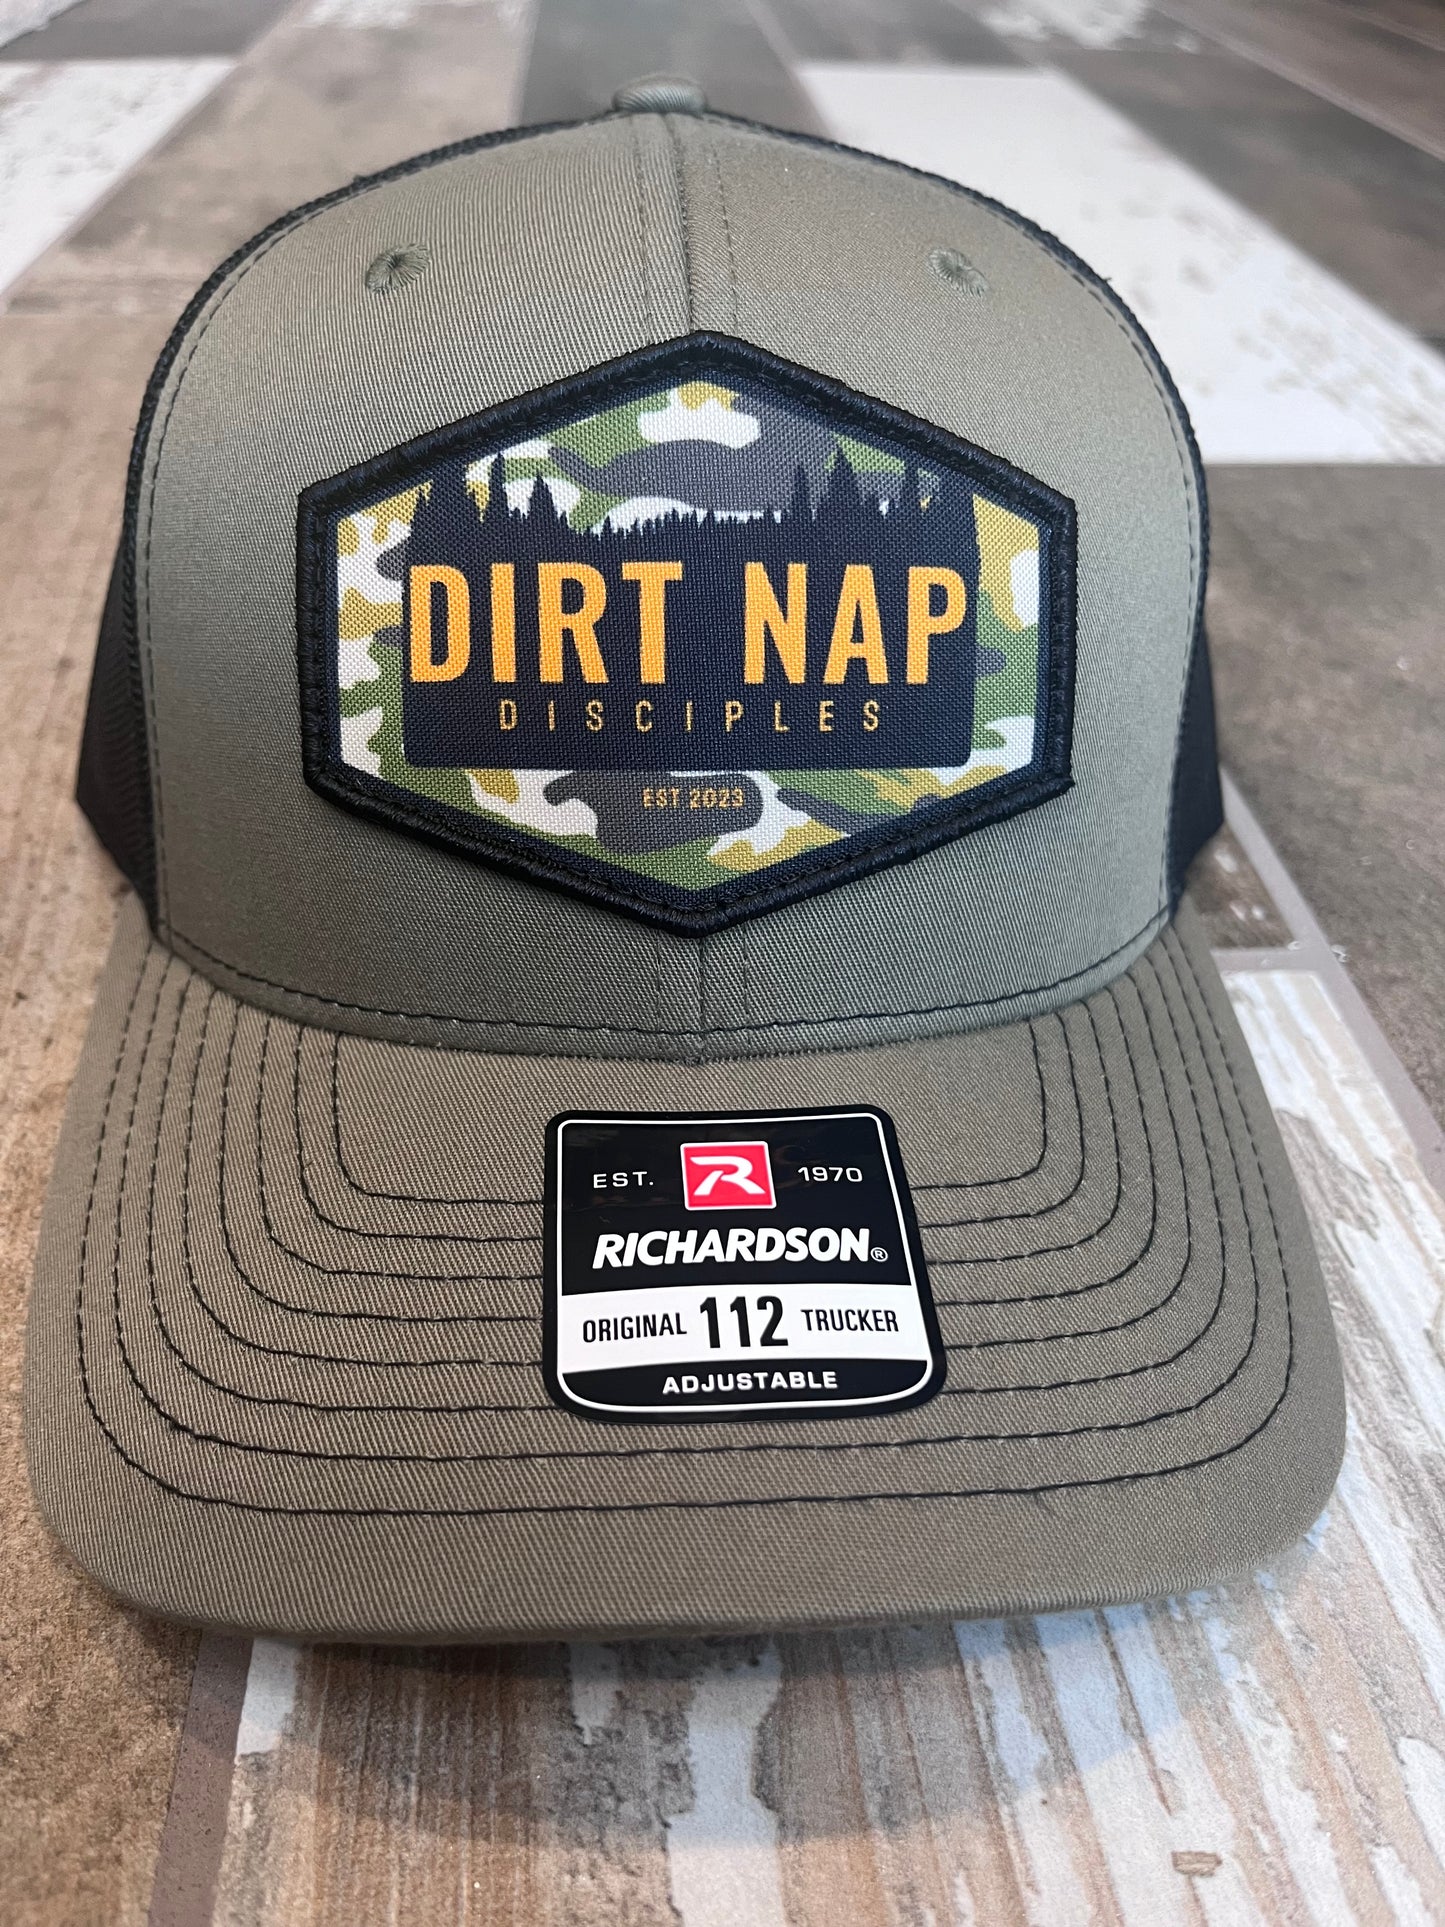 DIRT NAP
DISCIPLES
EST 2023
EST. R 1970
RICHARDSON®
ORIGINAL 112 TRUCKER
ADJUSTABLE